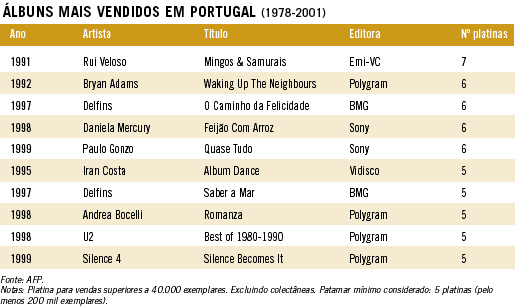 ÁLBUNS MAIS VENDIDOS EM PORTUGAL (1978-2001)
Ano Artista Título Editora Nº platinas
1991 Rui Veloso Mingos & Samurais Emi-VC 7
1992 Bryan Adams Waking Up The Neighbours Polygram 6
1997 Delfins O Caminho da Felicidade BMG 6
1998 Daniela Mercury Feijão Com Arroz Sony 6
1999 Paulo Gonzo Quase Tudo Sony 6
1995 Iran Costa Album Dance Vidisco 5
1997 Delfins Saber a Mar BMG 5
1998 Andrea Bocelli Romanza Polygram 5
1998 U2 Best of 1980-1990 Polygram 5
1999 Silence 4 Silence Becomes It Polygram 5
Fonte: AFP.
Notas: Platina para vendas superiores a 40.000 exemplares. Excluindo colectâneas. Patamar mínimo considerado: 5 platinas (pelo
menos 200 mil exemplares).